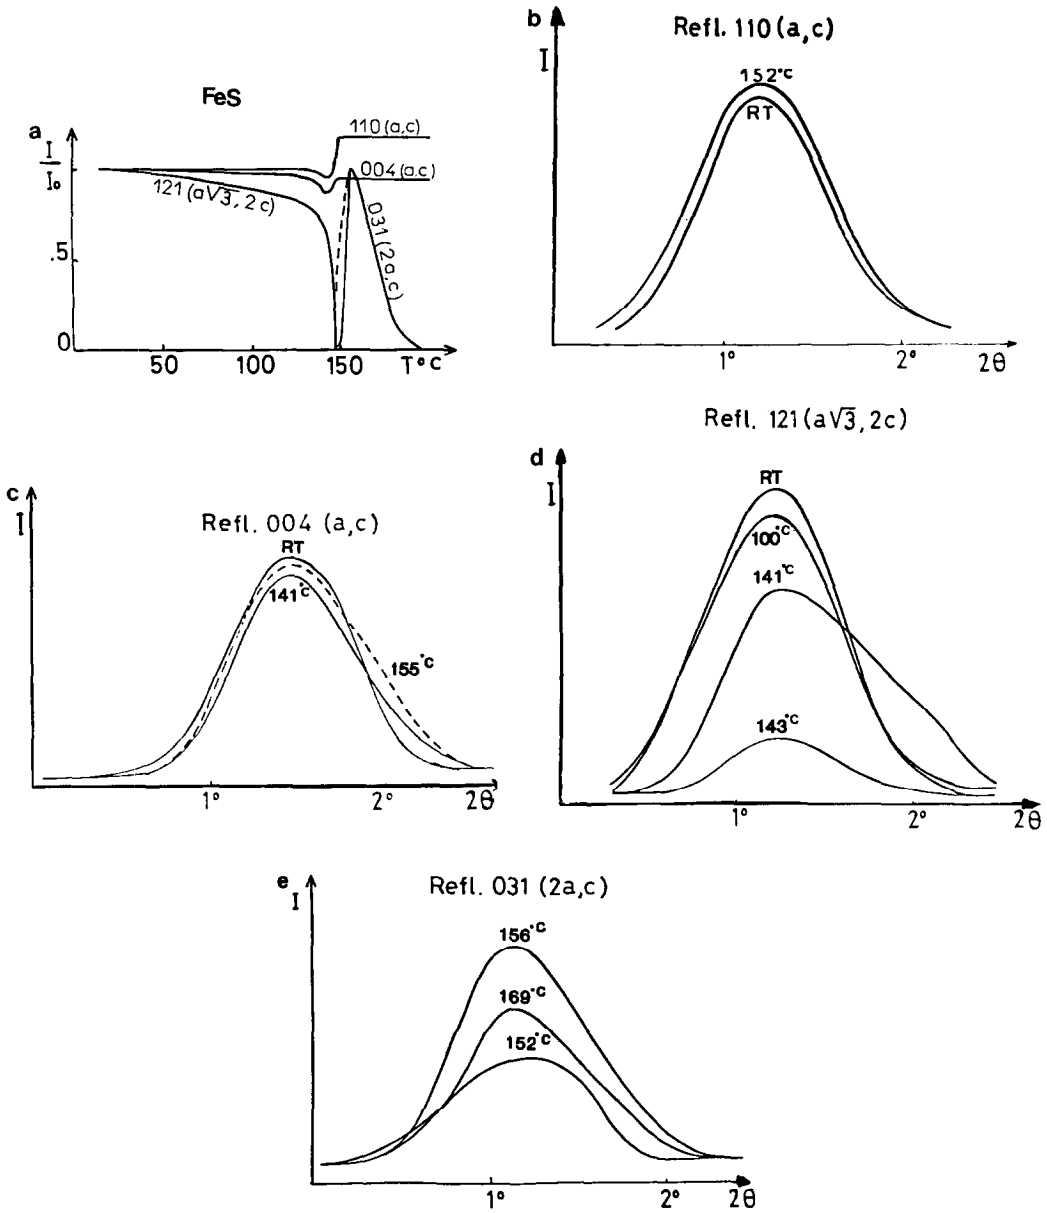 FeS
a
I
I₀
.5
0
110 (a,c)
004 (a.c)
121 (a√3, 2c)
031 (2a,c)
50 100 150 T°c
b
I
Refl. 110 (a,c)
152°c
RT
1° 2° 2θ
c
I
Refl. 004 (a,c)
RT
141°C
155°C
1° 2° 2θ
Refl. 121 (a√3, 2c)
d
I
RT
100°C
141°C
143°C
1° 2° 2θ
e
I
Refl. 031 (2a,c)
156°C
169°C
152°C
1° 2° 2θ